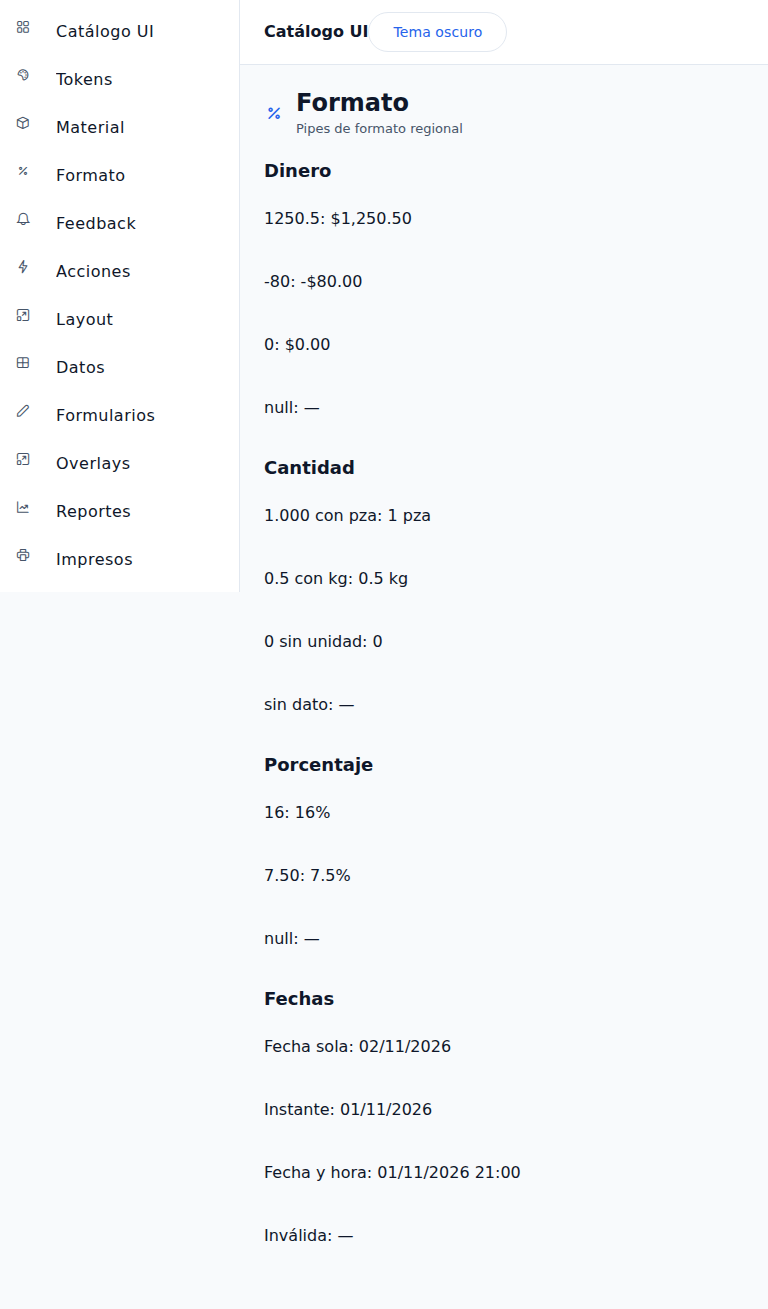 Catálogo UI
Tokens
Material
Formato
Feedback
Acciones
Layout
Datos
Formularios
Overlays
Reportes
Impresos
Catálogo UI
Tema oscuro
Formato
Pipes de formato regional
Dinero
1250.5: $1,250.50
-80: -$80.00
0: $0.00
null: —
Cantidad
1.000 con pza: 1 pza
0.5 con kg: 0.5 kg
0 sin unidad: 0
sin dato: —
Porcentaje
16: 16%
7.50: 7.5%
null: —
Fechas
Fecha sola: 02/11/2026
Instante: 01/11/2026
Fecha y hora: 01/11/2026 21:00
Inválida: —